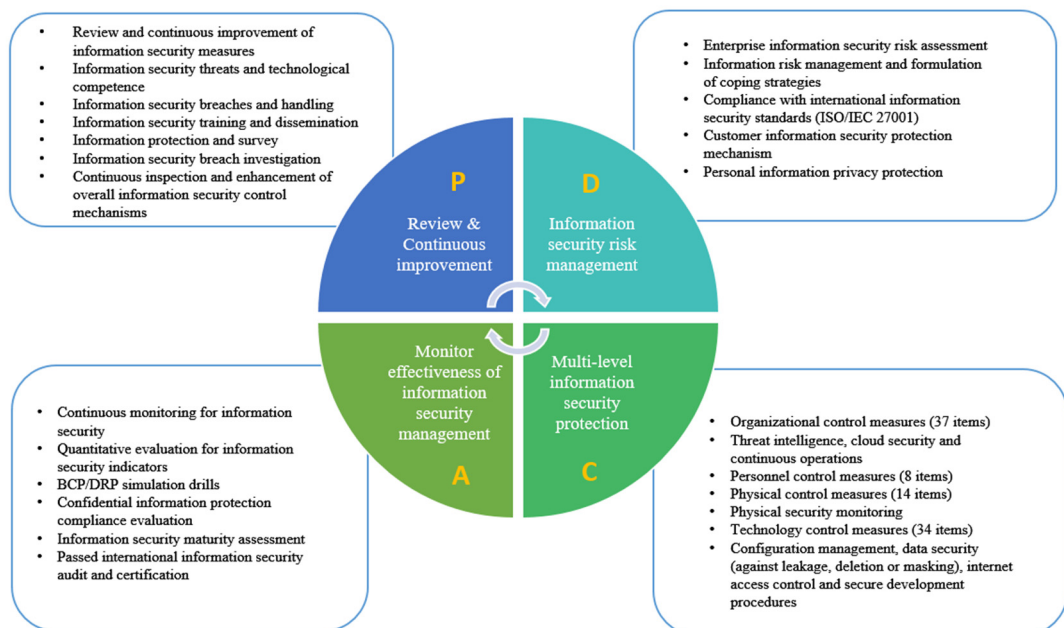 • Review and continuous improvement of
information security measures
• Information security threats and technological
competence
• Information security breaches and handling
• Information security training and dissemination
• Information protection and survey
• Information security breach investigation
• Continuous inspection and enhancement of
overall information security control
mechanisms
• Enterprise information security risk assessment
• Information risk management and formulation
of coping strategies
• Compliance with international information
security standards (ISO/IEC 27001)
• Customer information security protection
mechanism
• Personal information privacy protection
P
Review &
Continuous
improvement
D
Information
security risk
management
Monitor
effectiveness of
information
security
management
A
Multi-level
information
security
protection
C
• Continuous monitoring for information
security
• Quantitative evaluation for information
security indicators
• BCP/DRP simulation drills
• Confidential information protection
compliance evaluation
• Information security maturity assessment
• Passed international information security
audit and certification
• Organizational control measures (37 items)
• Threat intelligence, cloud security and
continuous operations
• Personnel control measures (8 items)
• Physical control measures (14 items)
• Physical security monitoring
• Technology control measures (34 items)
• Configuration management, data security
(against leakage, deletion or masking), internet
access control and secure development
procedures